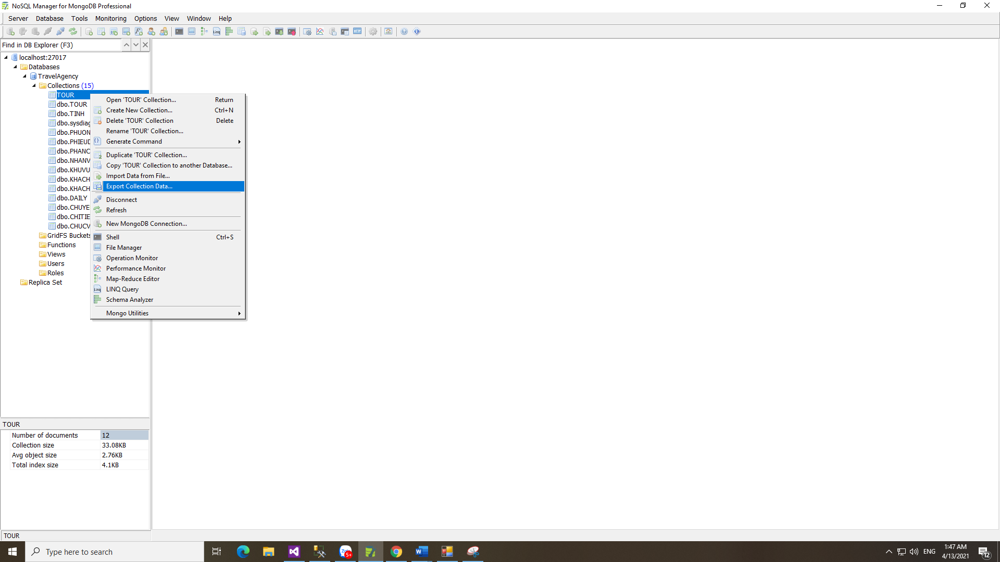 NoSQL Manager for MongoDB Professional
Server Database Tools Monitoring Options View Window Help
Find in DB Explorer (F3)
localhost:27017
Databases
TravelAgency
Collections (15)
TOUR
dbo.TOUR
dbo.TINH
dbo.sysdiag
dbo.PHUON
dbo.PHIEUD
dbo.PHANC
dbo.NHANV
dbo.KHUVU
dbo.KHACH
dbo.KHACH
dbo.DAILY
dbo.CHUYE
dbo.CHITIE
dbo.CHUCV
GridFS Buckets
Functions
Views
Users
Roles
Replica Set
Open 'TOUR' Collection... Return
Create New Collection... Ctrl+N
Delete 'TOUR' Collection Delete
Rename 'TOUR' Collection...
Generate Command
Duplicate 'TOUR' Collection...
Copy 'TOUR' Collection to another Database...
Import Data from File...
Export Collection Data...
Disconnect
Refresh
New MongoDB Connection...
Shell Ctrl+S
File Manager
Operation Monitor
Performance Monitor
Map-Reduce Editor
LINQ Query
Schema Analyzer
Mongo Utilities
TOUR
Number of documents 12
Collection size 33.08KB
Avg object size 2.76KB
Total index size 4.1KB
TOUR
Type here to search
5+
ENG
1:47 AM
4/13/2021
12